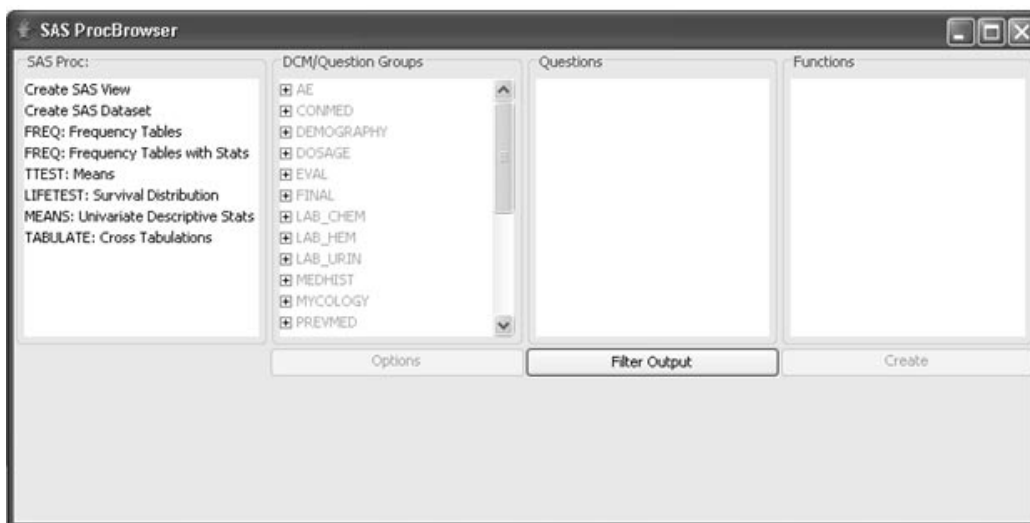 SAS ProcBrowser
SAS Proc:
Create SAS View
Create SAS Dataset
FREQ: Frequency Tables
FREQ: Frequency Tables with Stats
TTEST: Means
LIFETEST: Survival Distribution
MEANS: Univariate Descriptive Stats
TABULATE: Cross Tabulations
DCM/Question Groups
AE
CONMED
DEMOGRAPHY
DOSAGE
EVAL
FINAL
LAB_CHEM
LAB_HEM
LAB_URIN
MEDHIST
MYCOLOGY
PREVMED
Questions
Functions
Options
Filter Output
Create